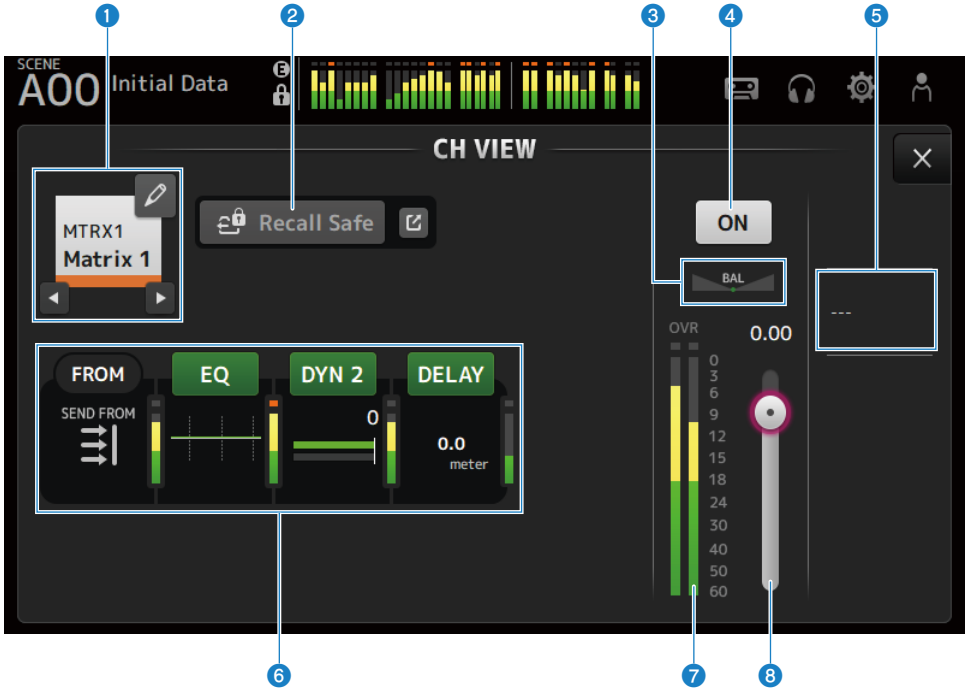 1
2
3
4
5
SCENE
A00
Initial Data
E
CH VIEW
MTRX1
Matrix 1
Recall Safe
ON
BAL
---
OVR
0.00
0
3
6
9
12
15
18
24
30
40
50
60
FROM
EQ
DYN 2
DELAY
SEND FROM
0
0.0
meter
6
7
8